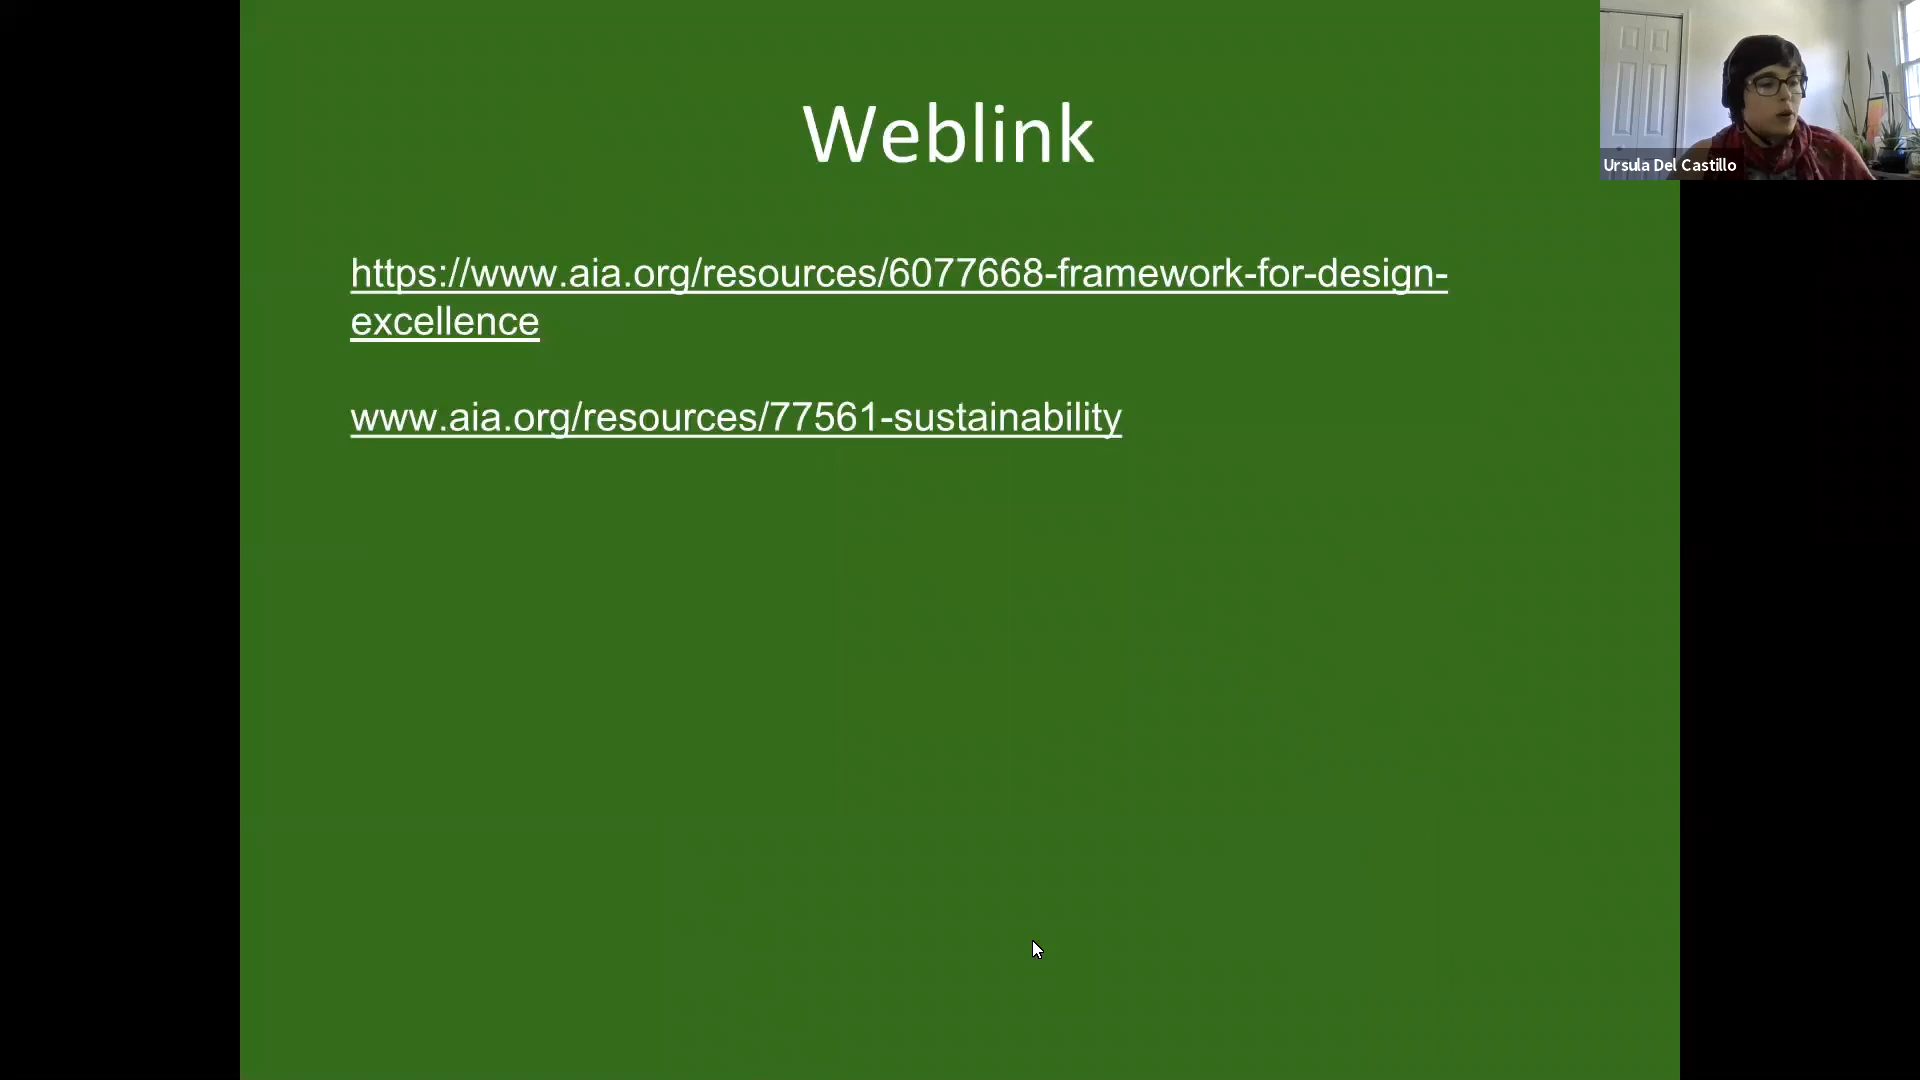 Weblink
Ursula Del Castillo
https://www.aia.org/resources/6077668-framework-for-design-
excellence
www.aia.org/resources/77561-sustainability